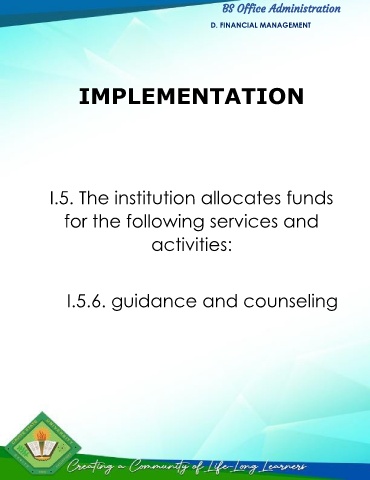 BS Office Administration
D. FINANCIAL MANAGEMENT
IMPLEMENTATION
I.5. The institution allocates funds
for the following services and
activities:
I.5.6. guidance and counseling
Creating a Community of Life-Long Learners